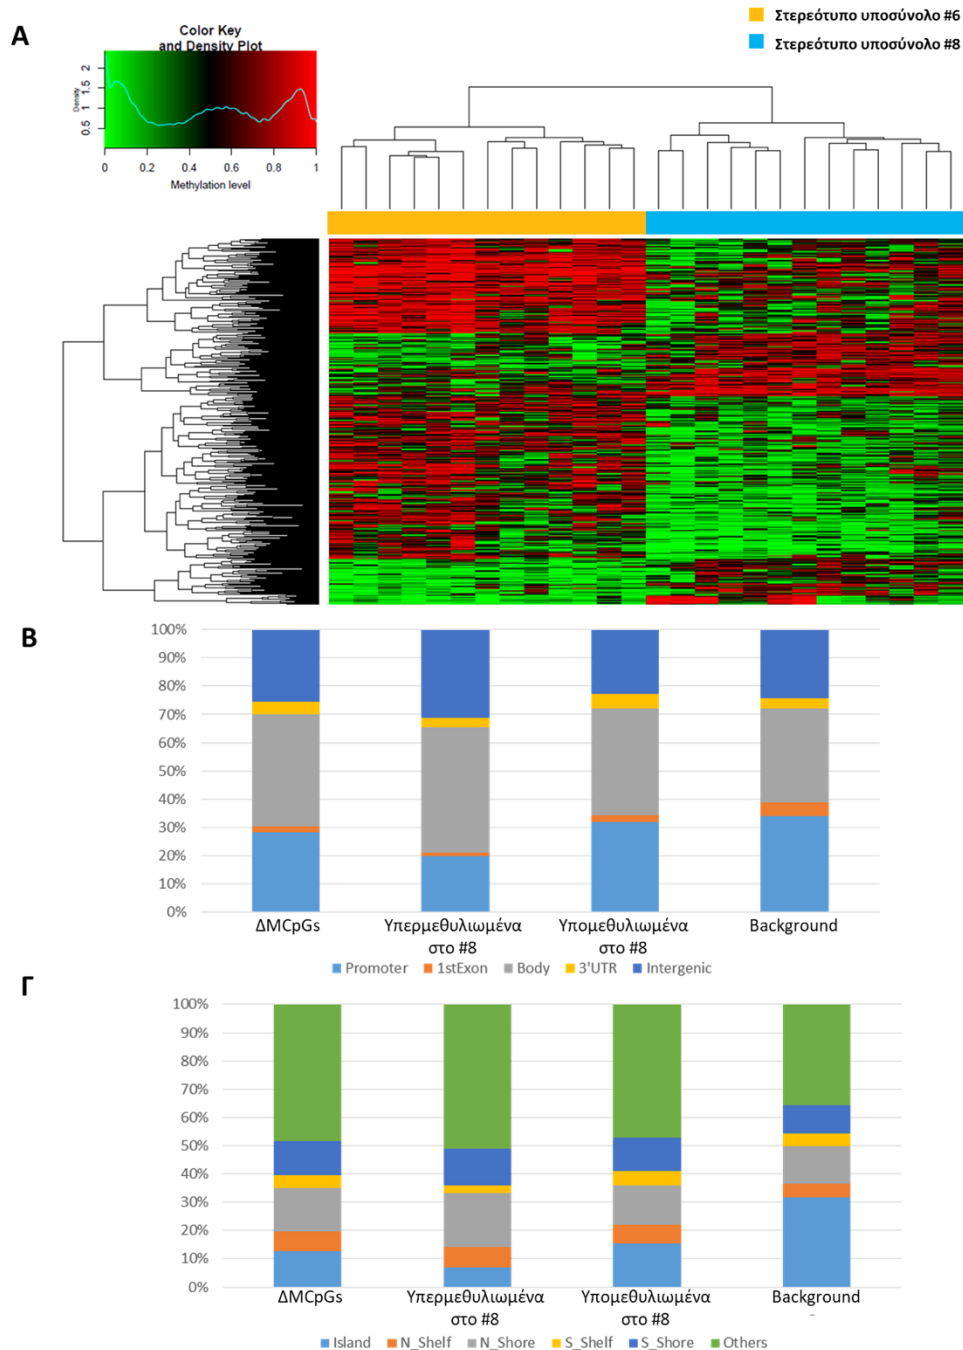 Α
Color Key
and Density Plot
Density
0.5
1
1.5
2
0
0.2
0.4
0.6
0.8
1
Methylation level
Στερεότυπο υποσύνολο #6
Στερεότυπο υποσύνολο #8
Β
100%
90%
80%
70%
60%
50%
40%
30%
20%
10%
0%
ΔMCpGs
Υπερμεθυλιωμένα
στο #8
Υπομεθυλιωμένα
στο #8
Background
Promoter
1stExon
Body
3'UTR
Intergenic
Γ
100%
90%
80%
70%
60%
50%
40%
30%
20%
10%
0%
ΔMCpGs
Υπερμεθυλιωμένα
στο #8
Υπομεθυλιωμένα
στο #8
Background
Island
N_Shelf
N_Shore
S_Shelf
S_Shore
Others